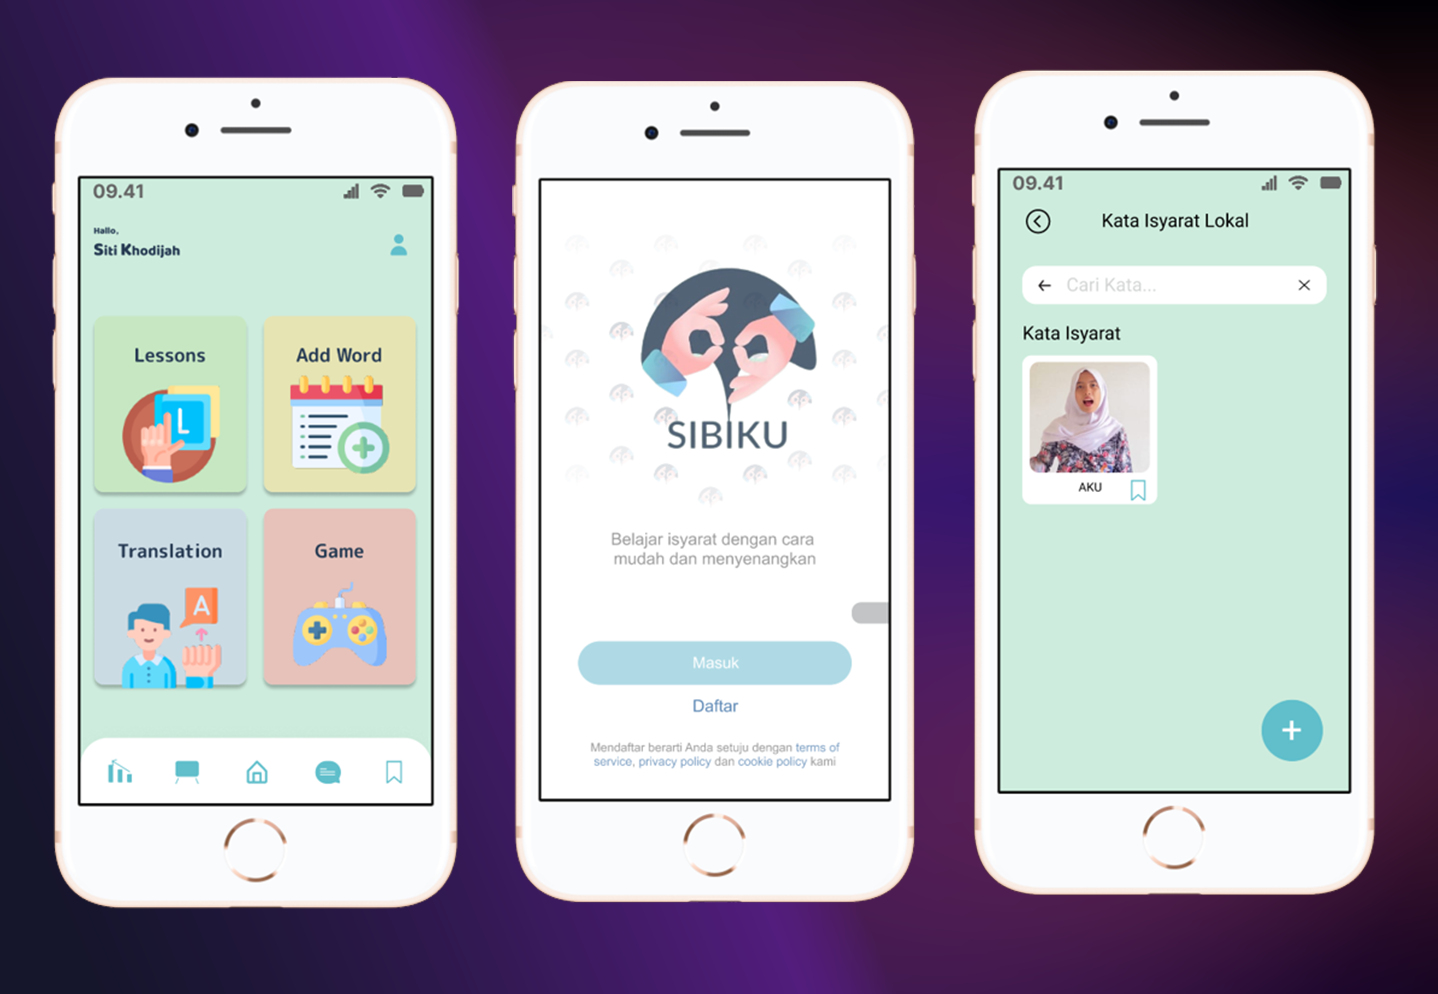 09.41
Hallo,
Siti Khodijah
Lessons
Add Word
L
Translation
Game
A
SIBIKU
Belajar isyarat dengan cara
mudah dan menyenangkan
Masuk
Daftar
Mendaftar berarti Anda setuju dengan terms of
service, privacy policy dan cookie policy kami
09.41
Kata Isyarat Lokal
Cari Kata...
Kata Isyarat
AKU